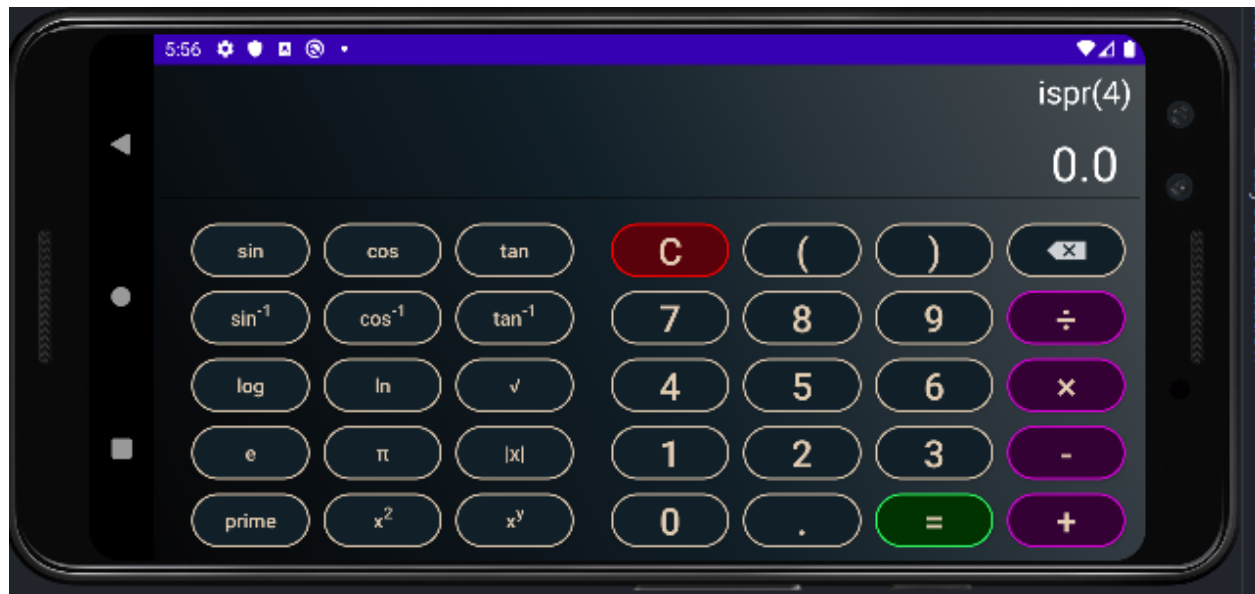 5:56
ispr(4)
0.0
sin cos tan C ( )
sin⁻¹ cos⁻¹ tan⁻¹ 7 8 9 ÷
log ln √ 4 5 6 ×
e π |x| 1 2 3 -
prime x² xʸ 0 . = +